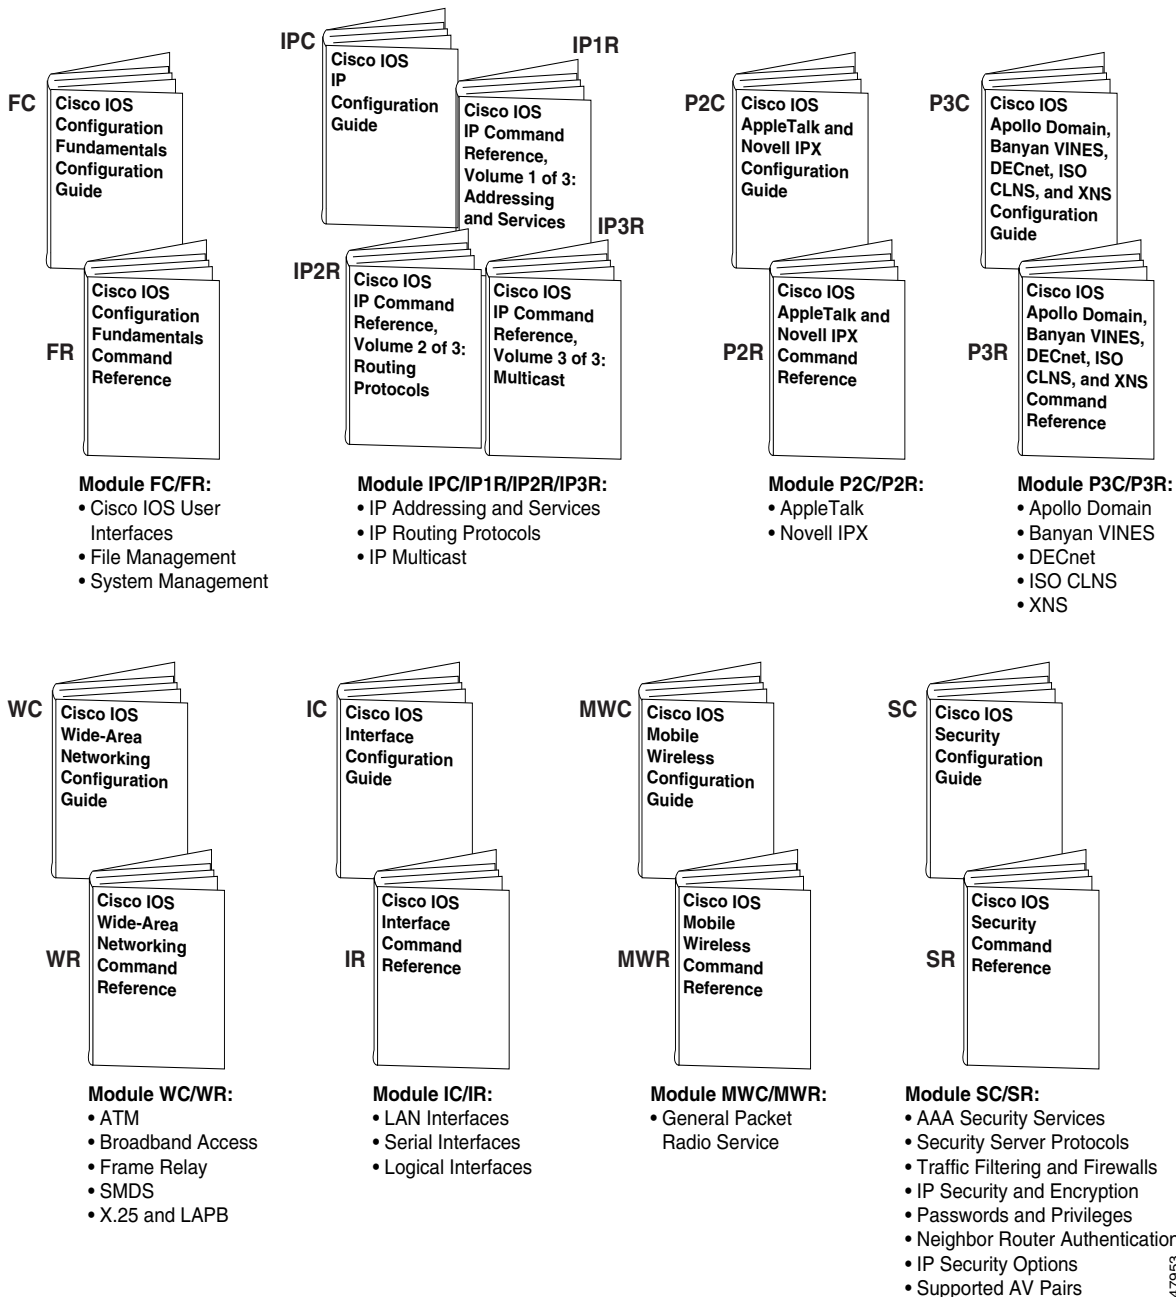 FC
Cisco IOS
Configuration
Fundamentals
Configuration
Guide
FR
Cisco IOS
Configuration
Fundamentals
Command
Reference
Module FC/FR:
• Cisco IOS User
Interfaces
• File Management
• System Management
IPC
Cisco IOS
IP
Configuration
Guide
IP1R
Cisco IOS
IP Command
Reference,
Volume 1 of 3:
Addressing
and Services
IP2R
Cisco IOS
IP Command
Reference,
Volume 2 of 3:
Routing
Protocols
IP3R
Cisco IOS
IP Command
Reference,
Volume 3 of 3:
Multicast
Module IPC/IP1R/IP2R/IP3R:
• IP Addressing and Services
• IP Routing Protocols
• IP Multicast
P2C
Cisco IOS
AppleTalk and
Novell IPX
Configuration
Guide
P2R
Cisco IOS
AppleTalk and
Novell IPX
Command
Reference
Module P2C/P2R:
• AppleTalk
• Novell IPX
P3C
Cisco IOS
Apollo Domain,
Banyan VINES,
DECnet, ISO
CLNS, and XNS
Configuration
Guide
P3R
Cisco IOS
Apollo Domain,
Banyan VINES,
DECnet, ISO
CLNS, and XNS
Command
Reference
Module P3C/P3R:
• Apollo Domain
• Banyan VINES
• DECnet
• ISO CLNS
• XNS
WC
Cisco IOS
Wide-Area
Networking
Configuration
Guide
WR
Cisco IOS
Wide-Area
Networking
Command
Reference
Module WC/WR:
• ATM
• Broadband Access
• Frame Relay
• SMDS
• X.25 and LAPB
IC
Cisco IOS
Interface
Configuration
Guide
IR
Cisco IOS
Interface
Command
Reference
Module IC/IR:
• LAN Interfaces
• Serial Interfaces
• Logical Interfaces
MWC
Cisco IOS
Mobile
Wireless
Configuration
Guide
MWR
Cisco IOS
Mobile
Wireless
Command
Reference
Module MWC/MWR:
• General Packet
Radio Service
SC
Cisco IOS
Security
Configuration
Guide
SR
Cisco IOS
Security
Command
Reference
Module SC/SR:
• AAA Security Services
• Security Server Protocols
• Traffic Filtering and Firewalls
• IP Security and Encryption
• Passwords and Privileges
• Neighbor Router Authentication
• IP Security Options
• Supported AV Pairs
47953